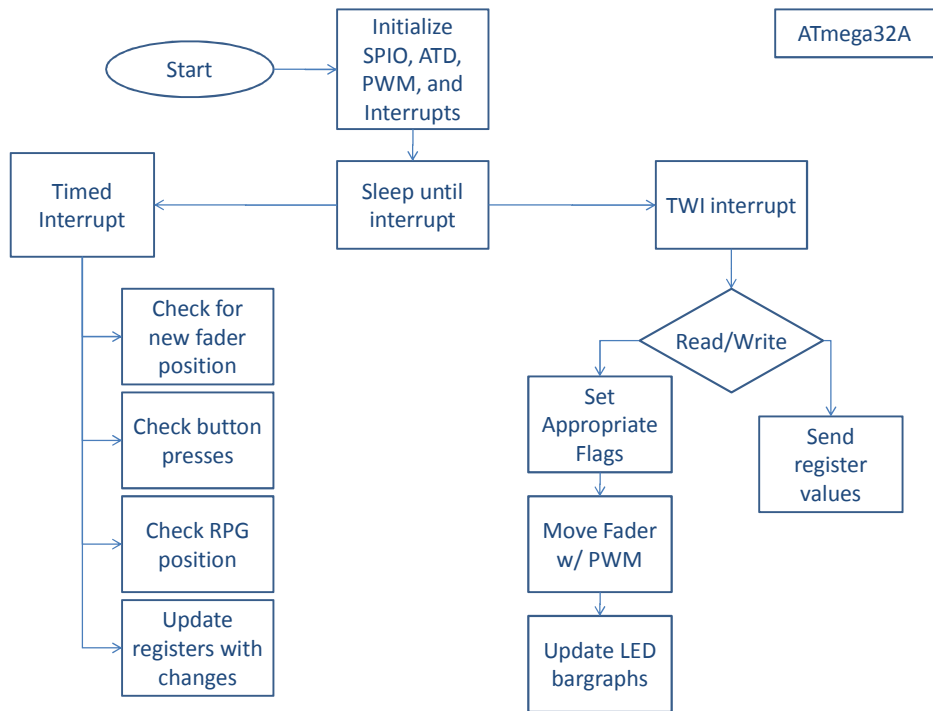 Start
Initialize
SPIO, ATD,
PWM, and
Interrupts
ATmega32A
Timed
Interrupt
Sleep until
interrupt
TWI interrupt
Check for
new fader
position
Check button
presses
Check RPG
position
Update
registers with
changes
Read/Write
Set
Appropriate
Flags
Move Fader
w/ PWM
Update LED
bargraphs
Send
register
values